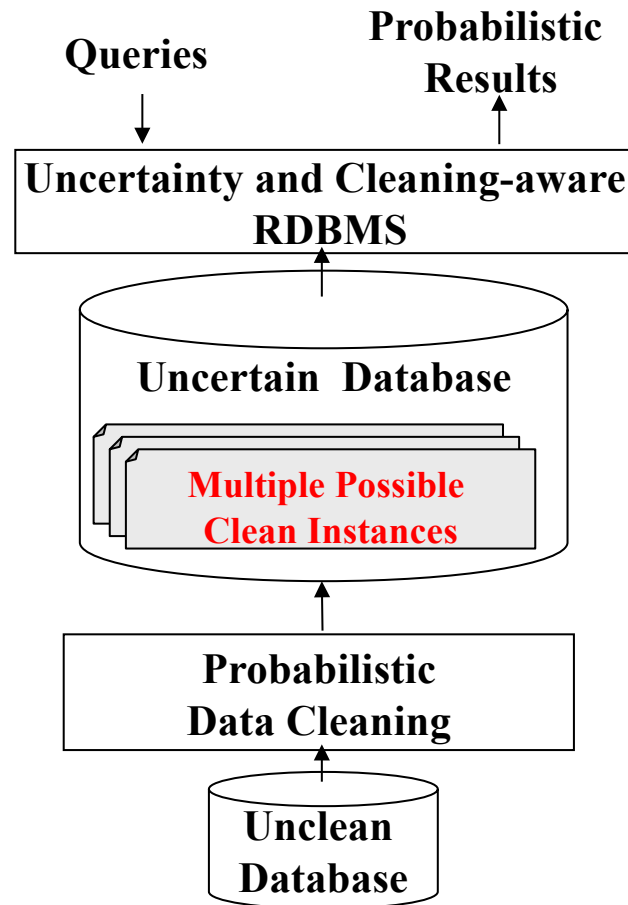 Queries
Probabilistic
Results
Uncertainty and Cleaning-aware
RDBMS
Uncertain Database
Multiple Possible
Clean Instances
Probabilistic
Data Cleaning
Unclean
Database